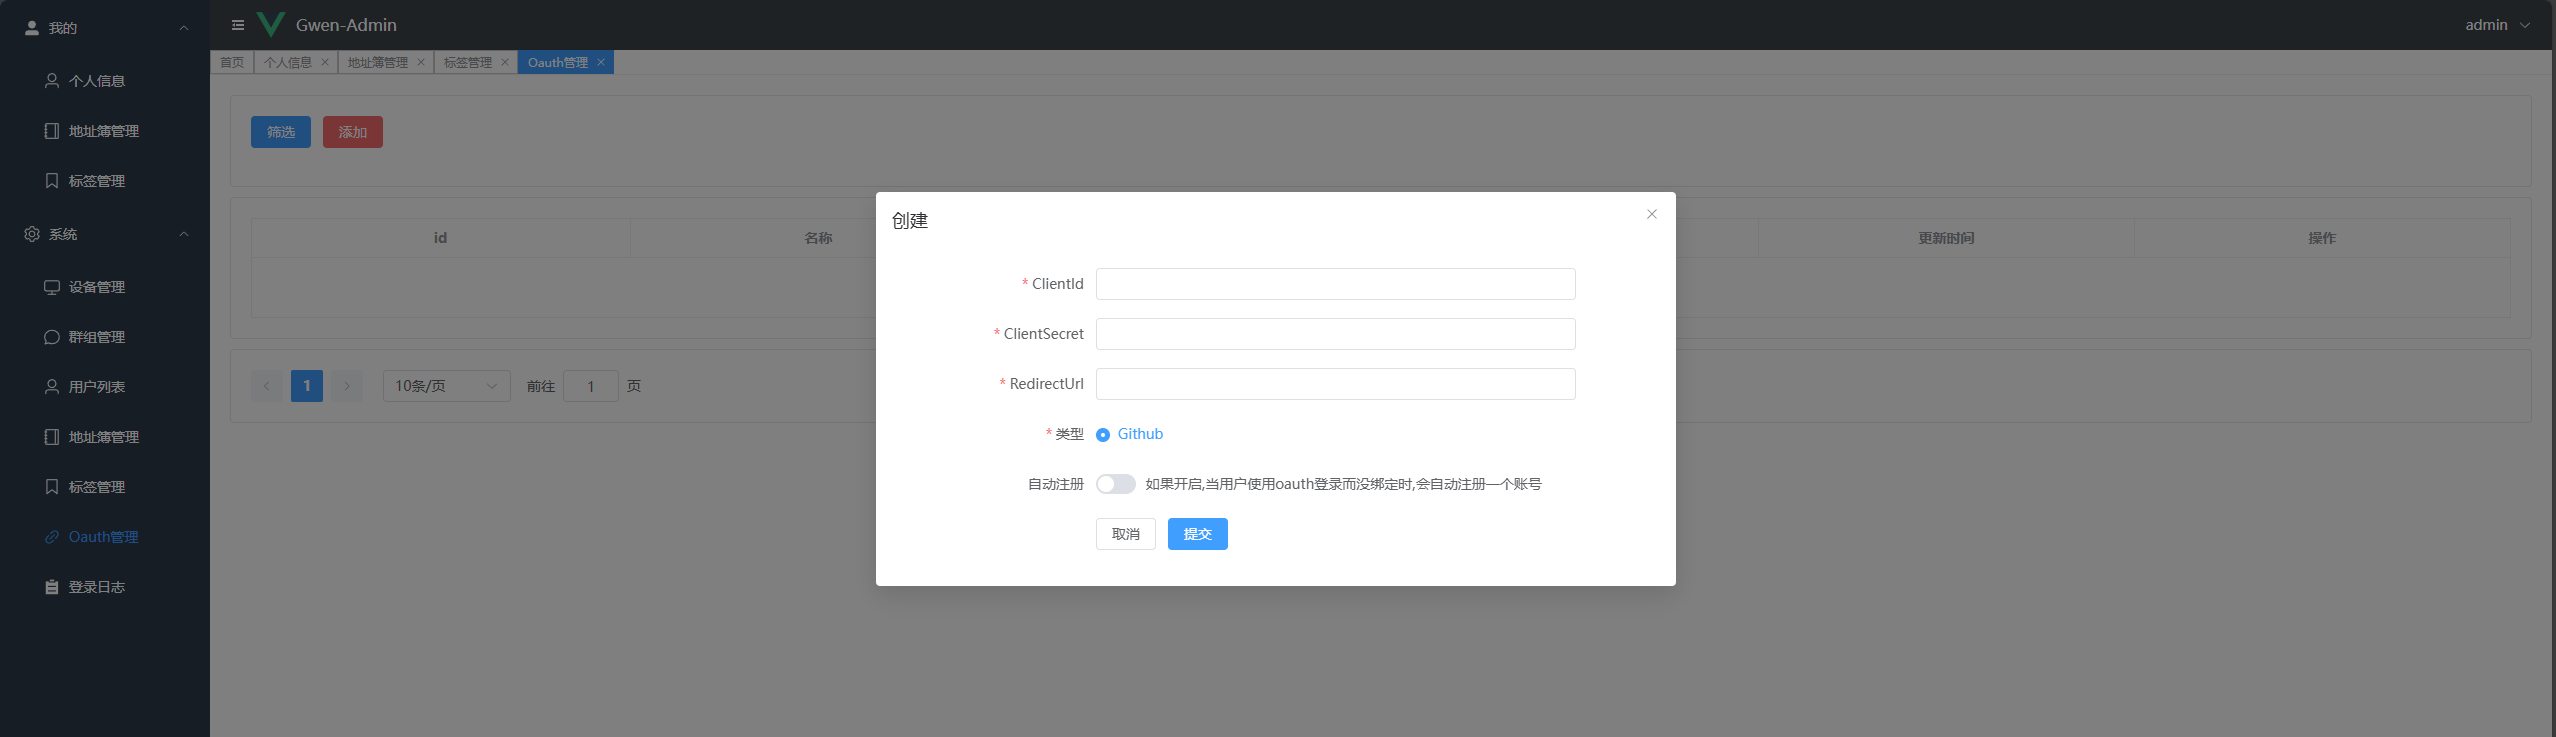 我的
个人信息
地址簿管理
标签管理
系统
设备管理
群组管理
用户列表
地址簿管理
标签管理
Oauth管理
登录日志
Gwen-Admin
admin
首页 个人信息 地址簿管理 标签管理 Oauth管理
筛选 添加
id 名称 更新时间 操作
1 10条/页 前往 1 页
创建
* ClientId
* ClientSecret
* RedirectUrl
* 类型 Github
自动注册 如果开启,当用户使用oauth登录而没绑定时,会自动注册一个账号
取消 提交